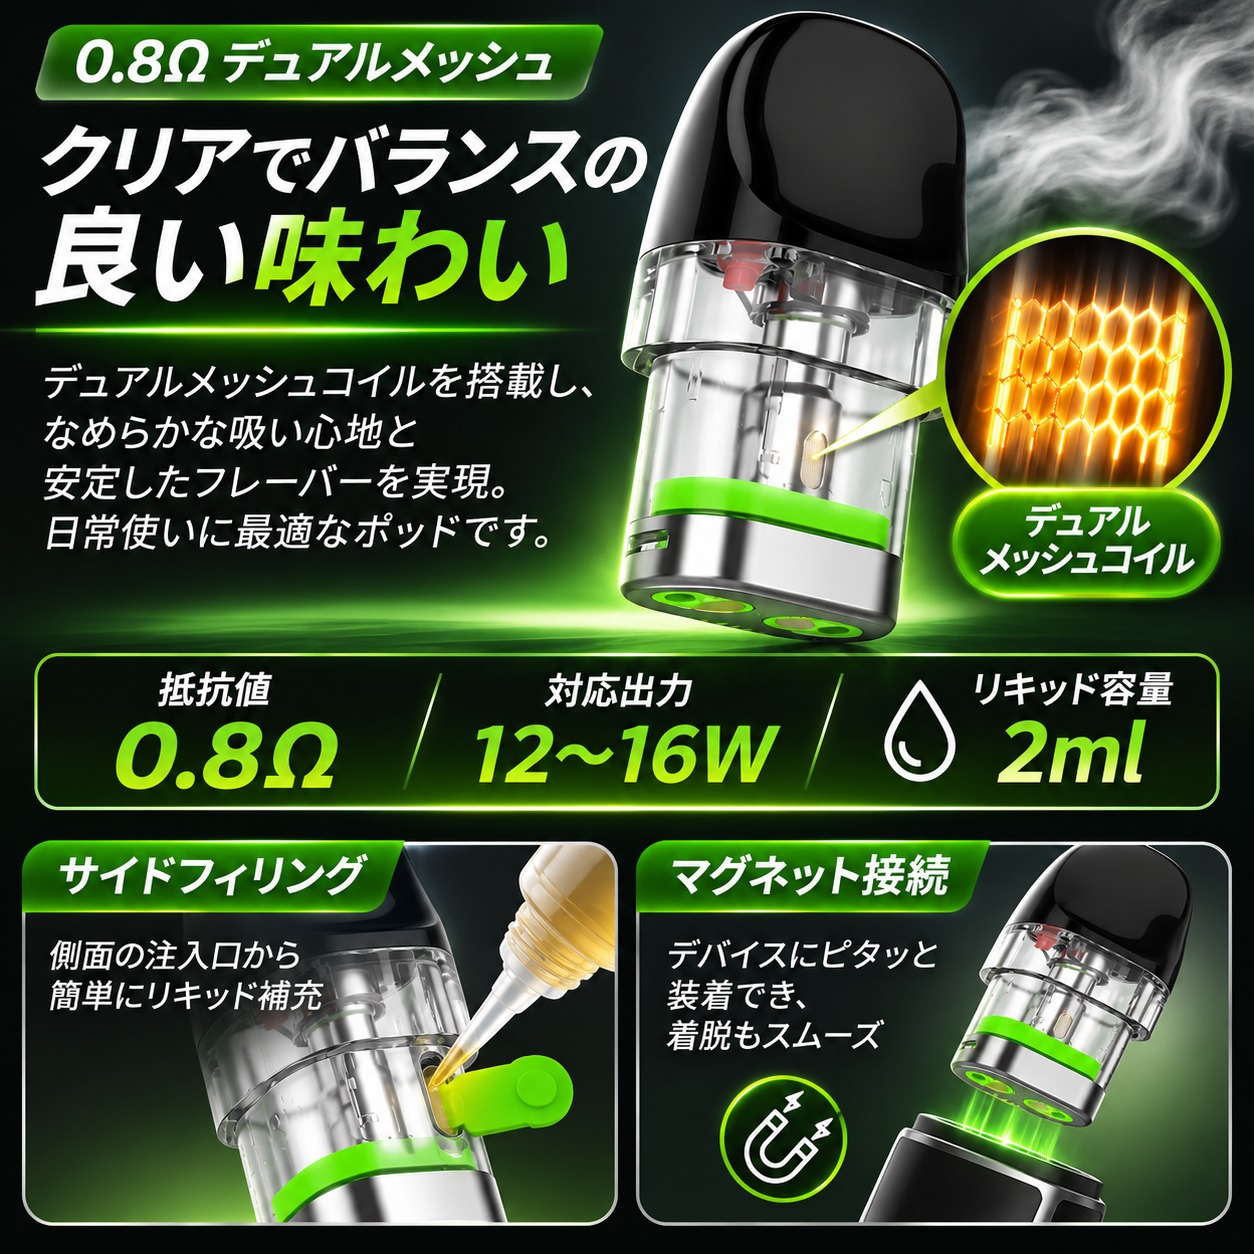 0.8Ω デュアルメッシュ
クリアでバランスの
良い味わい
デュアルメッシュコイルを搭載し、
なめらかな吸い心地と
安定したフレーバーを実現。
日常使いに最適なポッドです。
デュアル
メッシュコイル
抵抗値
0.8Ω
対応出力
12〜16W
リキッド容量
2ml
サイドフィリング
側面の注入口から
簡単にリキッド補充
マグネット接続
デバイスにピタッと
装着でき、
着脱もスムーズ